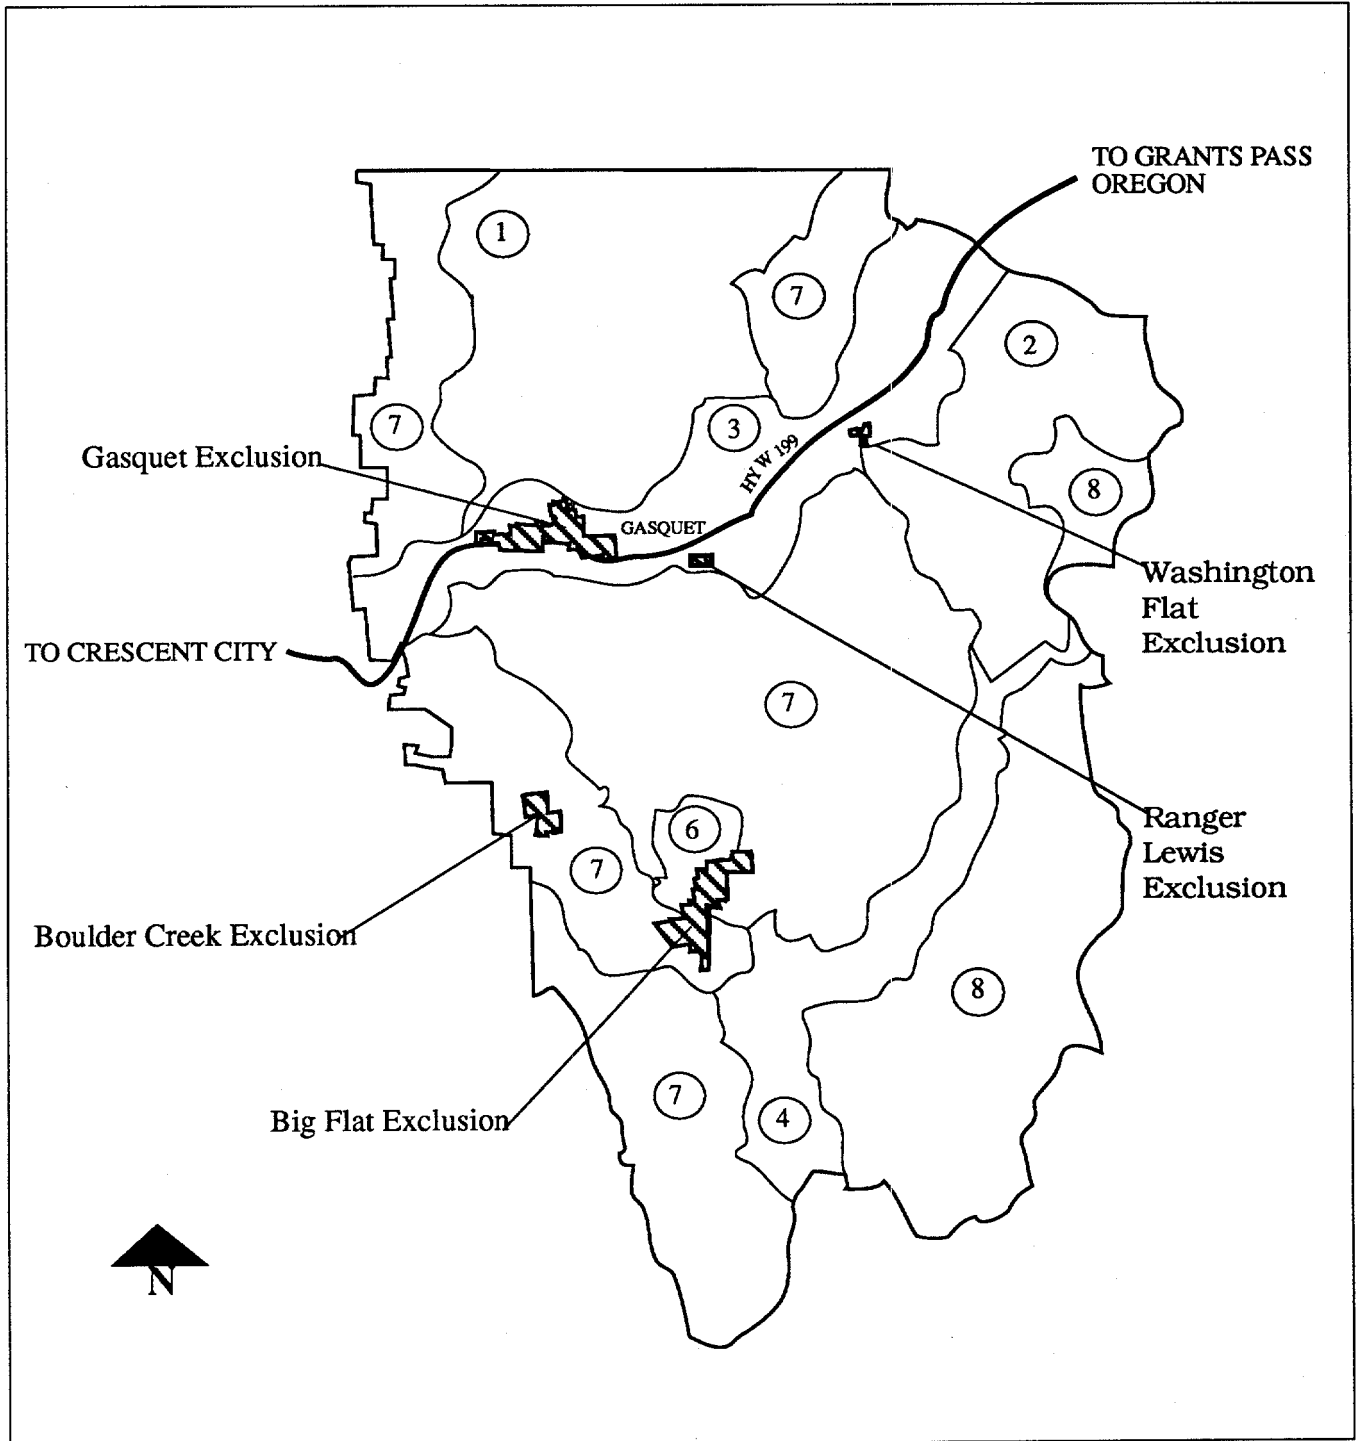 TO GRANTS PASS
OREGON
1
7
2
7
3
Gasquet Exclusion
HYW 199
8
GASQUET
Washington
Flat
Exclusion
TO CRESCENT CITY
7
Ranger
Lewis
Exclusion
6
7
Boulder Creek Exclusion
8
7
4
Big Flat Exclusion
N